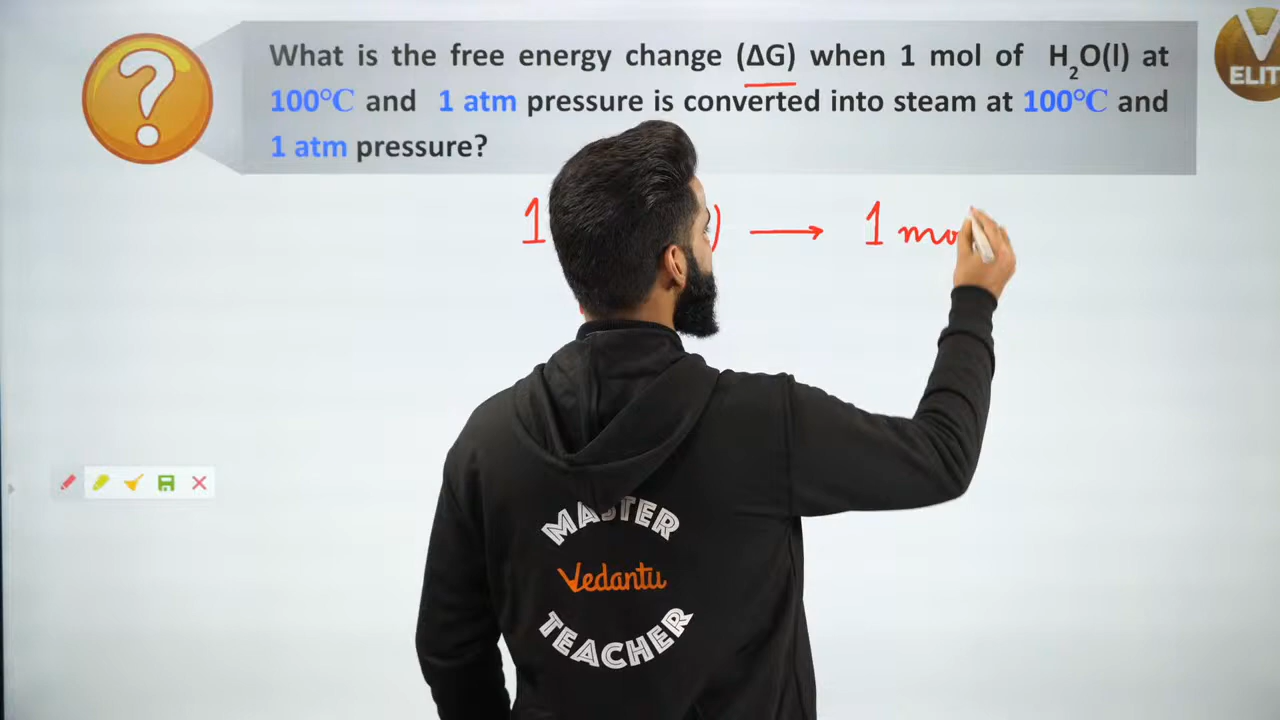 What is the free energy change (ΔG) when 1 mol of H₂O(l) at
100°C and 1 atm pressure is converted into steam at 100°C and
1 atm pressure?
V
ELIT
1 ) → 1 mo
MASTER
Vedantu
TEACHER